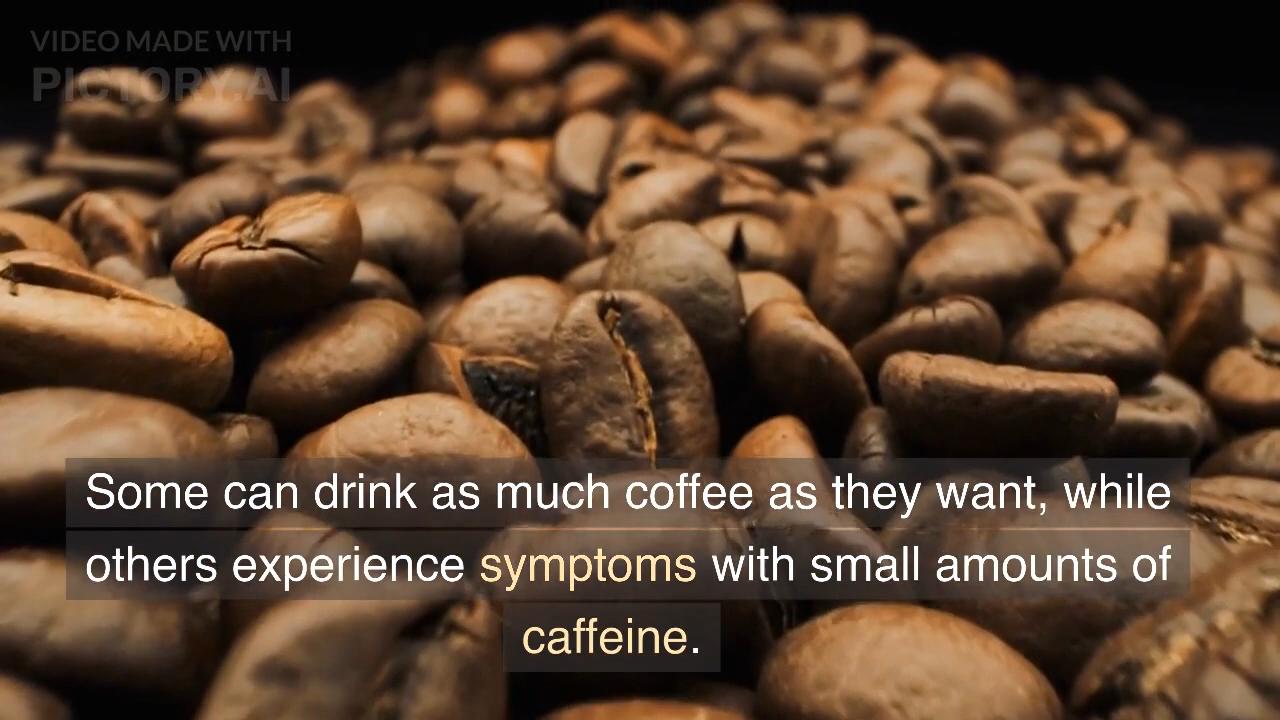 VIDEO MADE WITH
PICTORY.AI
Some can drink as much coffee as they want, while
others experience symptoms with small amounts of
caffeine.